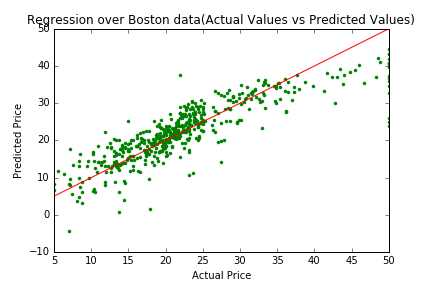 Regression over Boston data(Actual Values vs Predicted Values)
50
40
30
20
10
0
−10
Predicted Price
5 10 15 20 25 30 35 40 45 50
Actual Price